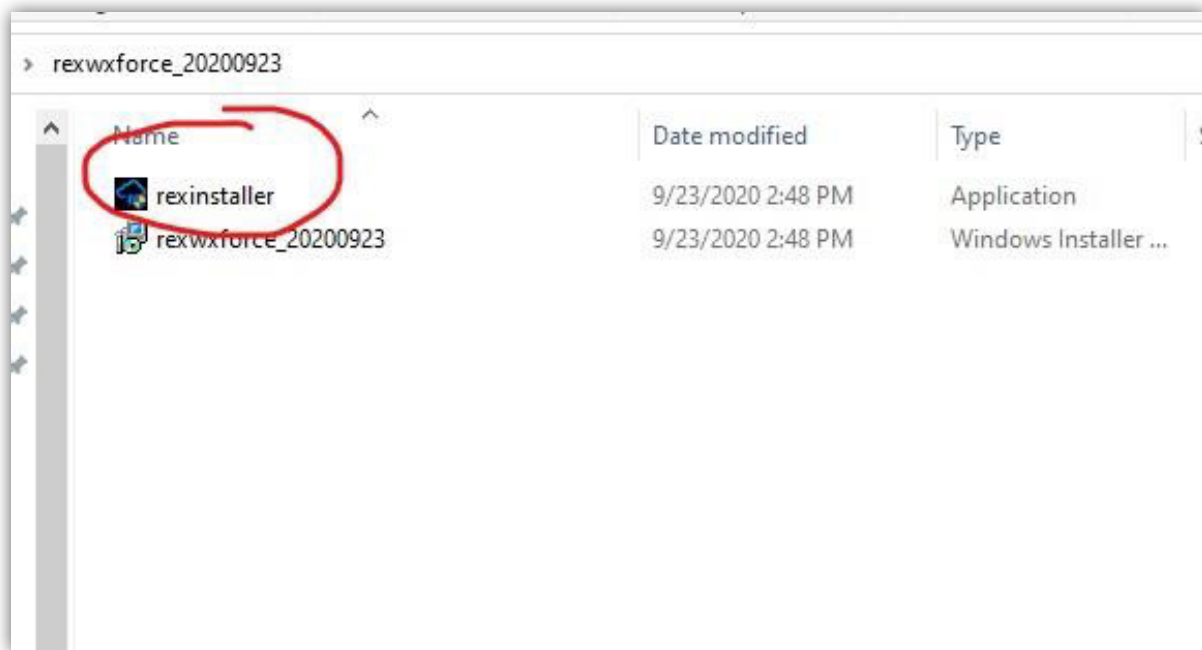 rexwxforce_20200923
Name Date modified Type
rexinstaller 9/23/2020 2:48 PM Application
rexwxforce_20200923 9/23/2020 2:48 PM Windows Installer ...